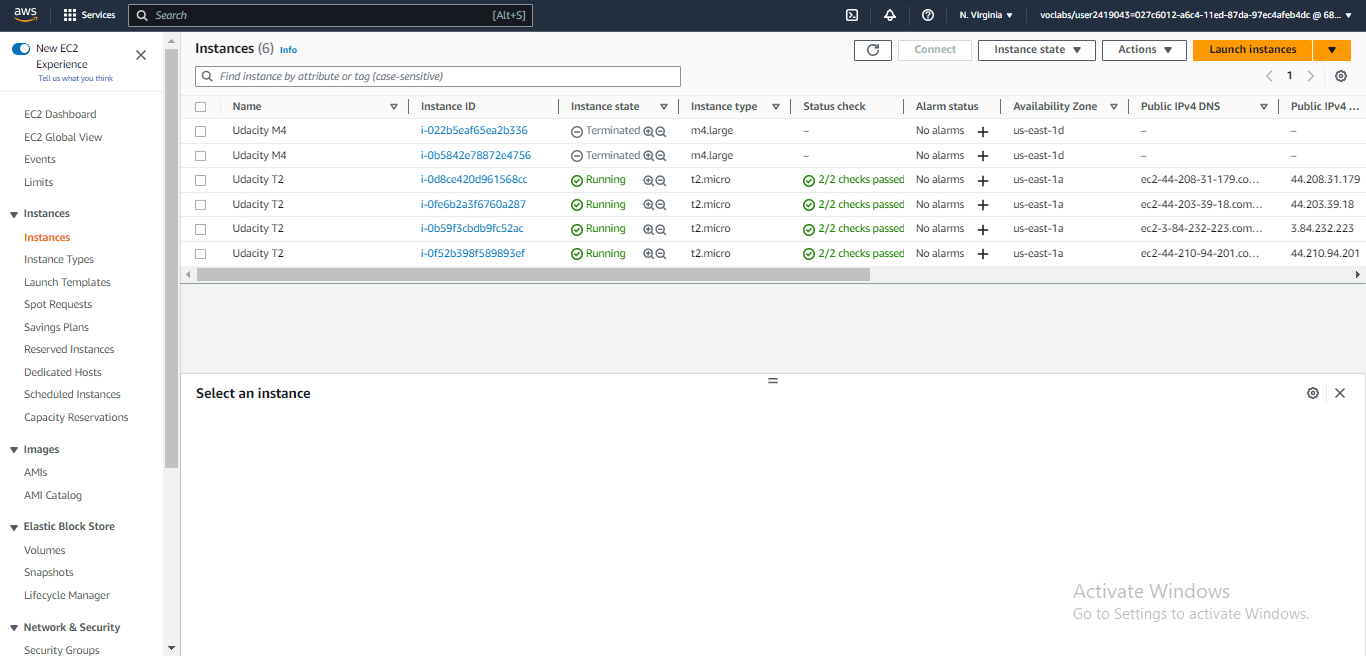 aws Services Search [Alt+S] N. Virginia voclabs/user2419043=027c6012-a6c4-11ed-87da-97ec4afeb4dc @ 68...
New EC2 Experience
Tell us what you think
EC2 Dashboard
EC2 Global View
Events
Limits
Instances
Instances
Instance Types
Launch Templates
Spot Requests
Savings Plans
Reserved Instances
Dedicated Hosts
Scheduled Instances
Capacity Reservations
Images
AMIs
AMI Catalog
Elastic Block Store
Volumes
Snapshots
Lifecycle Manager
Network & Security
Security Groups
Instances (6) Info Connect Instance state Actions Launch instances
Find instance by attribute or tag (case-sensitive) 1
Name Instance ID Instance state Instance type Status check Alarm status Availability Zone Public IPv4 DNS Public IPv4 ...
Udacity M4 i-022b5eaf65ea2b336 Terminated m4.large – No alarms + us-east-1d – –
Udacity M4 i-0b5842e78872e4756 Terminated m4.large – No alarms + us-east-1d – –
Udacity T2 i-0d8ce420d961568cc Running t2.micro 2/2 checks passed No alarms + us-east-1a ec2-44-208-31-179.co... 44.208.31.179
Udacity T2 i-0fe6b2a3f6760a287 Running t2.micro 2/2 checks passed No alarms + us-east-1a ec2-44-203-39-18.com... 44.203.39.18
Udacity T2 i-0b59f3cbdb9fc52ac Running t2.micro 2/2 checks passed No alarms + us-east-1a ec2-3-84-232-223.com... 3.84.232.223
Udacity T2 i-0f52b398f589893ef Running t2.micro 2/2 checks passed No alarms + us-east-1a ec2-44-210-94-201.co... 44.210.94.201
Select an instance
Activate Windows
Go to Settings to activate Windows.